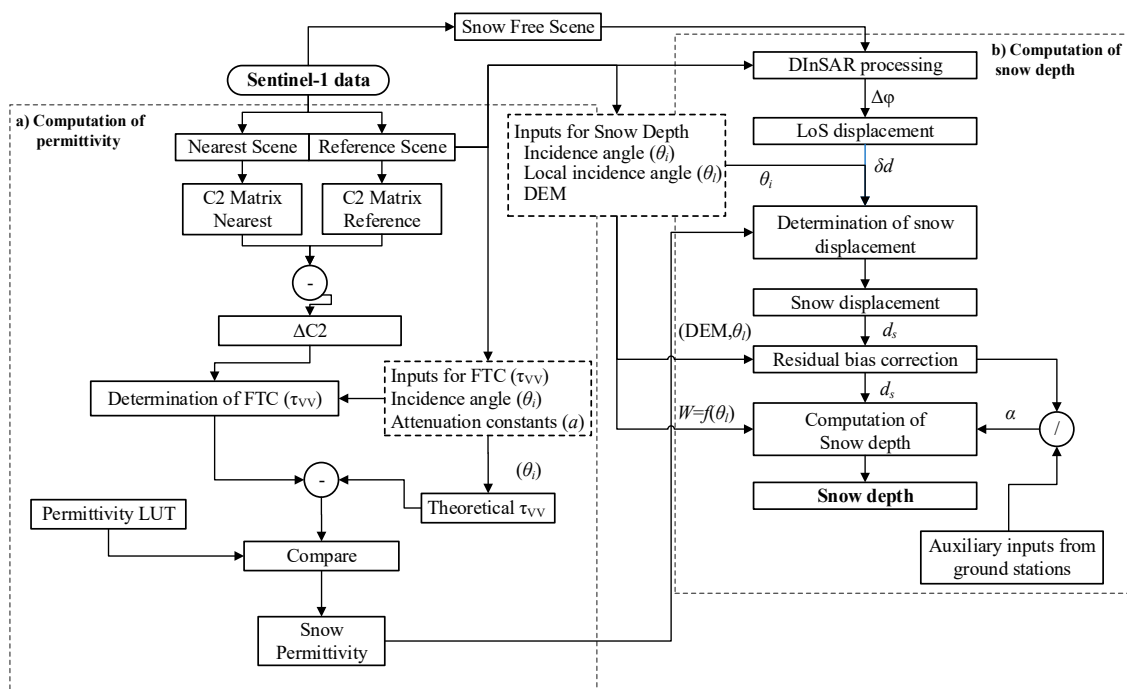 Snow Free Scene
b) Computation of
snow depth
Sentinel-1 data
DInSAR processing
a) Computation of
permittivity
Δφ
Nearest Scene
Reference Scene
Inputs for Snow Depth
Incidence angle (θi)
Local incidence angle (θl)
DEM
LoS displacement
θi
δd
C2 Matrix
Nearest
C2 Matrix
Reference
Determination of snow
displacement
-
Snow displacement
ΔC2
(DEM,θl)
ds
Residual bias correction
Inputs for FTC (τVV)
Incidence angle (θi)
Attenuation constants (a)
Determination of FTC (τVV)
ds
W=f(θi)
Computation of
Snow depth
α
/
(θi)
-
Snow depth
Permittivity LUT
Theoretical τVV
Compare
Auxiliary inputs from
ground stations
Snow
Permittivity